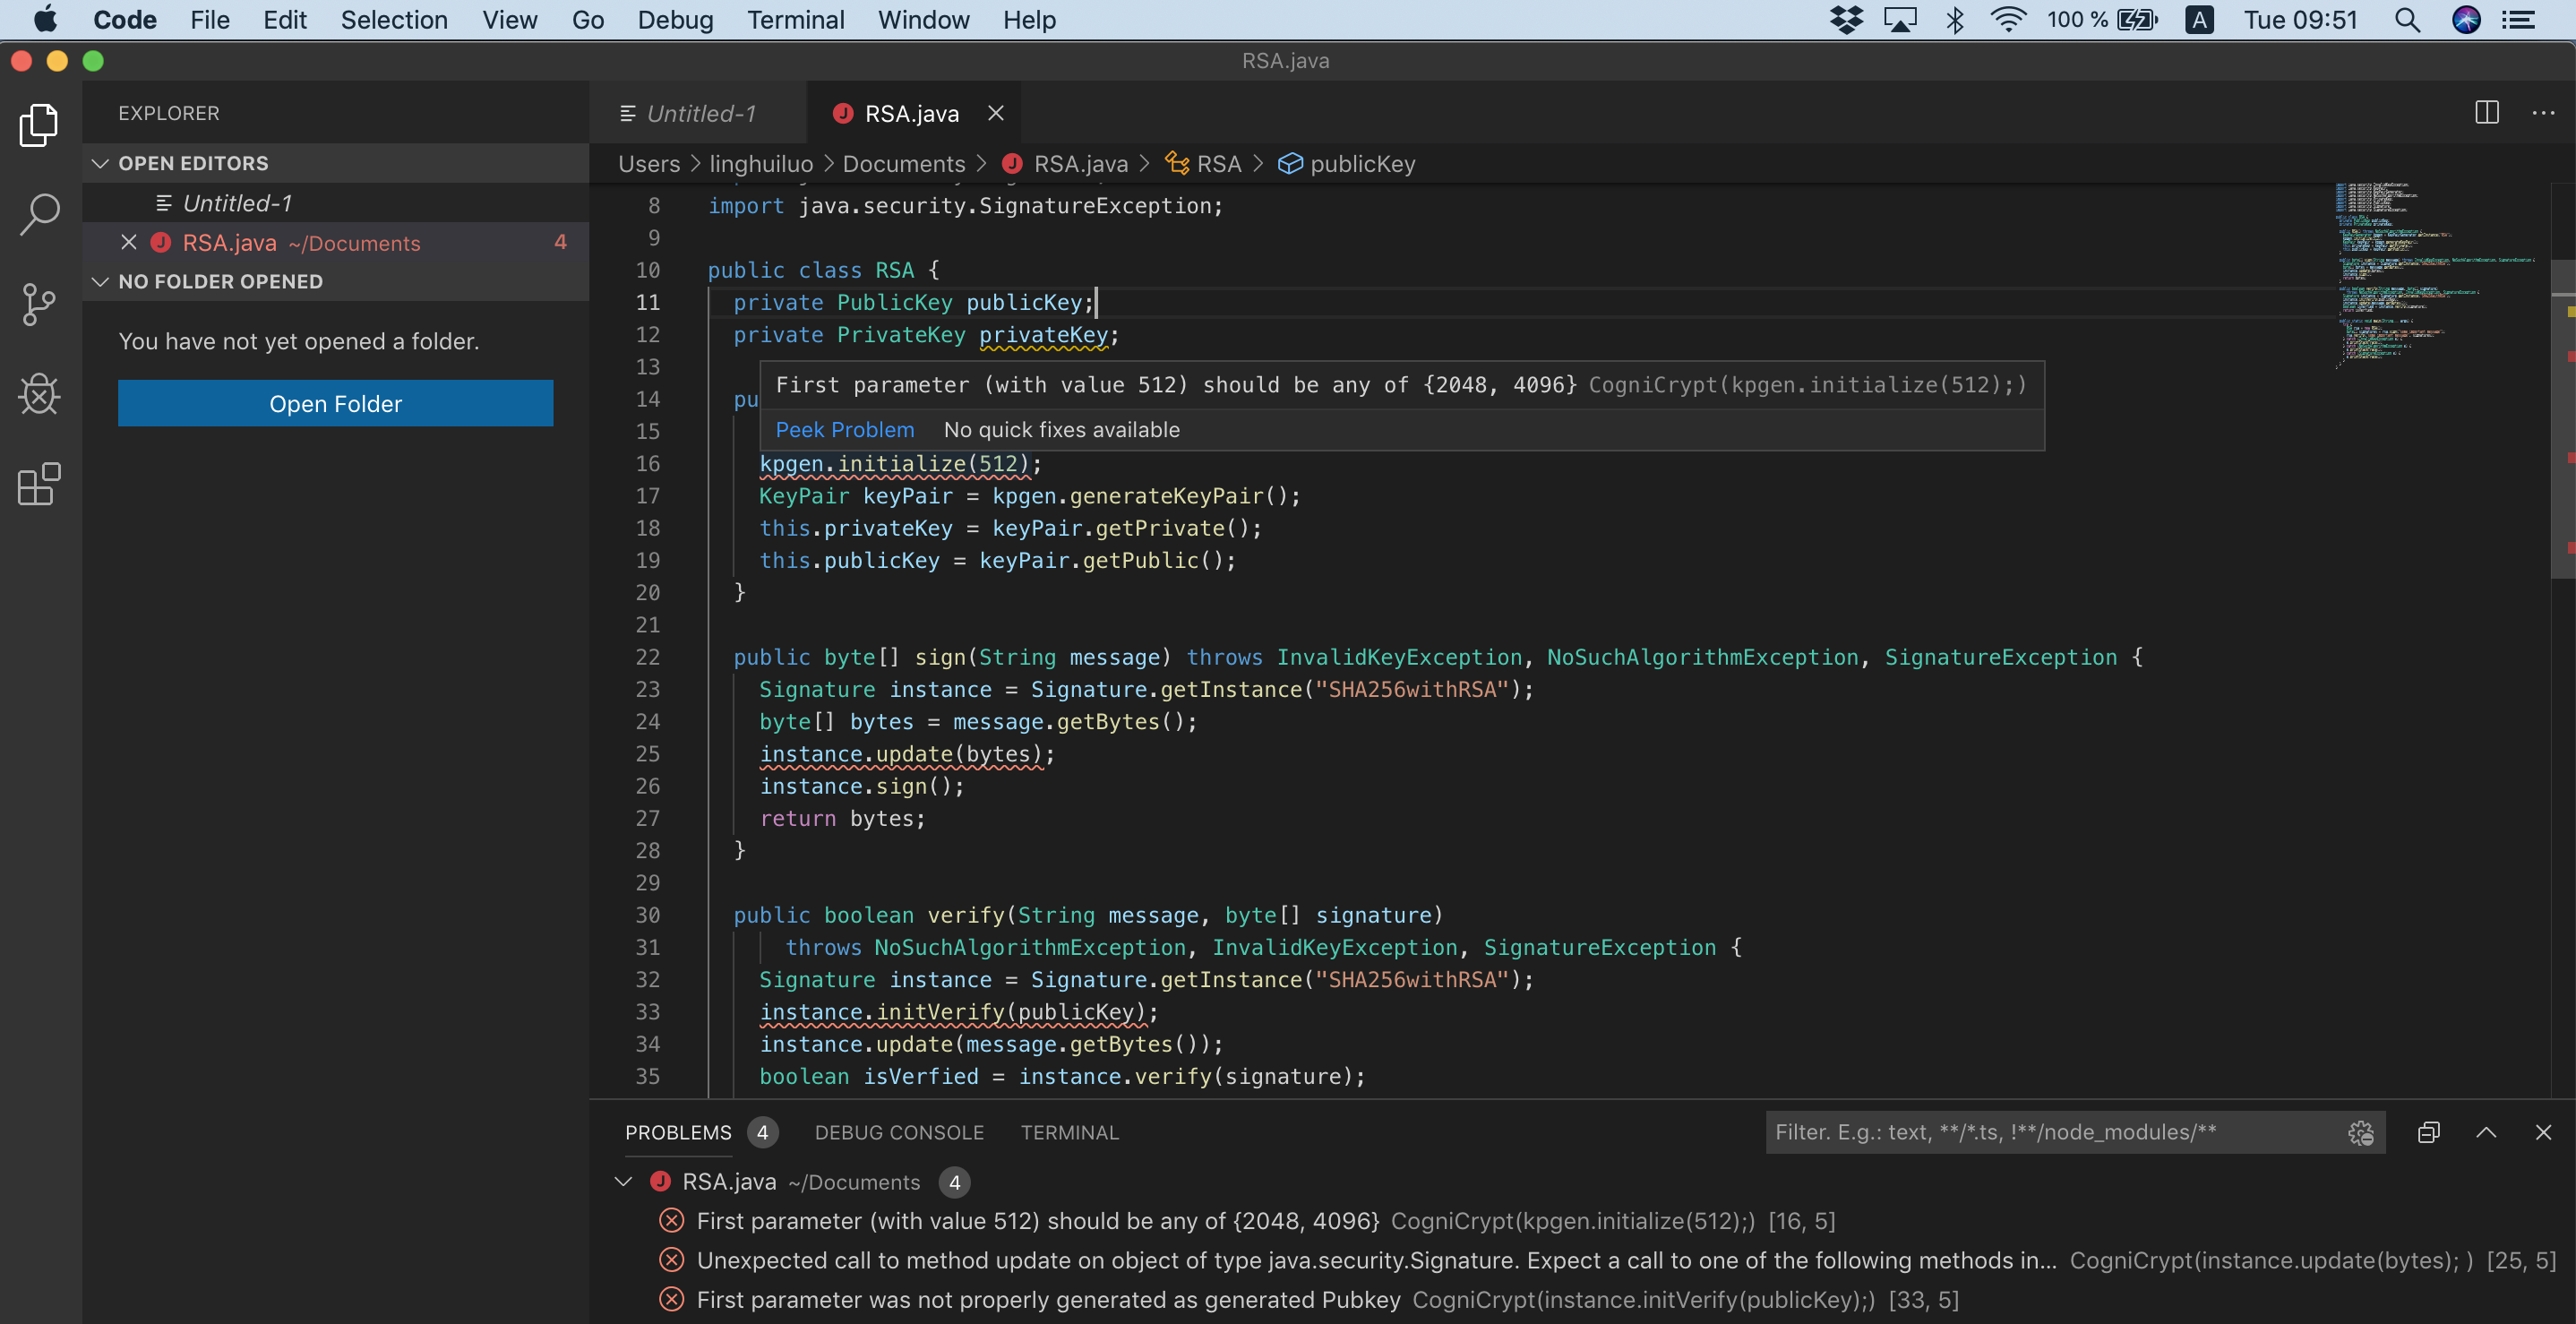 Code File Edit Selection View Go Debug Terminal Window Help 100 % A Tue 09:51
RSA.java
EXPLORER
OPEN EDITORS
Untitled-1
RSA.java ~/Documents 4
NO FOLDER OPENED
You have not yet opened a folder.
Open Folder
Untitled-1 RSA.java
Users > linghuiluo > Documents > RSA.java > RSA > publicKey
8 import java.security.SignatureException;
9
10 public class RSA {
11 private PublicKey publicKey;
12 private PrivateKey privateKey;
13
First parameter (with value 512) should be any of {2048, 4096} CogniCrypt(kpgen.initialize(512);)
14 pu
15
Peek Problem No quick fixes available
16 kpgen.initialize(512);
17 KeyPair keyPair = kpgen.generateKeyPair();
18 this.privateKey = keyPair.getPrivate();
19 this.publicKey = keyPair.getPublic();
20 }
21
22 public byte[] sign(String message) throws InvalidKeyException, NoSuchAlgorithmException, SignatureException {
23 Signature instance = Signature.getInstance("SHA256withRSA");
24 byte[] bytes = message.getBytes();
25 instance.update(bytes);
26 instance.sign();
27 return bytes;
28 }
29
30 public boolean verify(String message, byte[] signature)
31 throws NoSuchAlgorithmException, InvalidKeyException, SignatureException {
32 Signature instance = Signature.getInstance("SHA256withRSA");
33 instance.initVerify(publicKey);
34 instance.update(message.getBytes());
35 boolean isVerfied = instance.verify(signature);
PROBLEMS 4 DEBUG CONSOLE TERMINAL Filter. E.g.: text, **/*.ts, !**/node_modules/**
RSA.java ~/Documents 4
First parameter (with value 512) should be any of {2048, 4096} CogniCrypt(kpgen.initialize(512);) [16, 5]
Unexpected call to method update on object of type java.security.Signature. Expect a call to one of the following methods in... CogniCrypt(instance.update(bytes); ) [25, 5]
First parameter was not properly generated as generated Pubkey CogniCrypt(instance.initVerify(publicKey);) [33, 5]